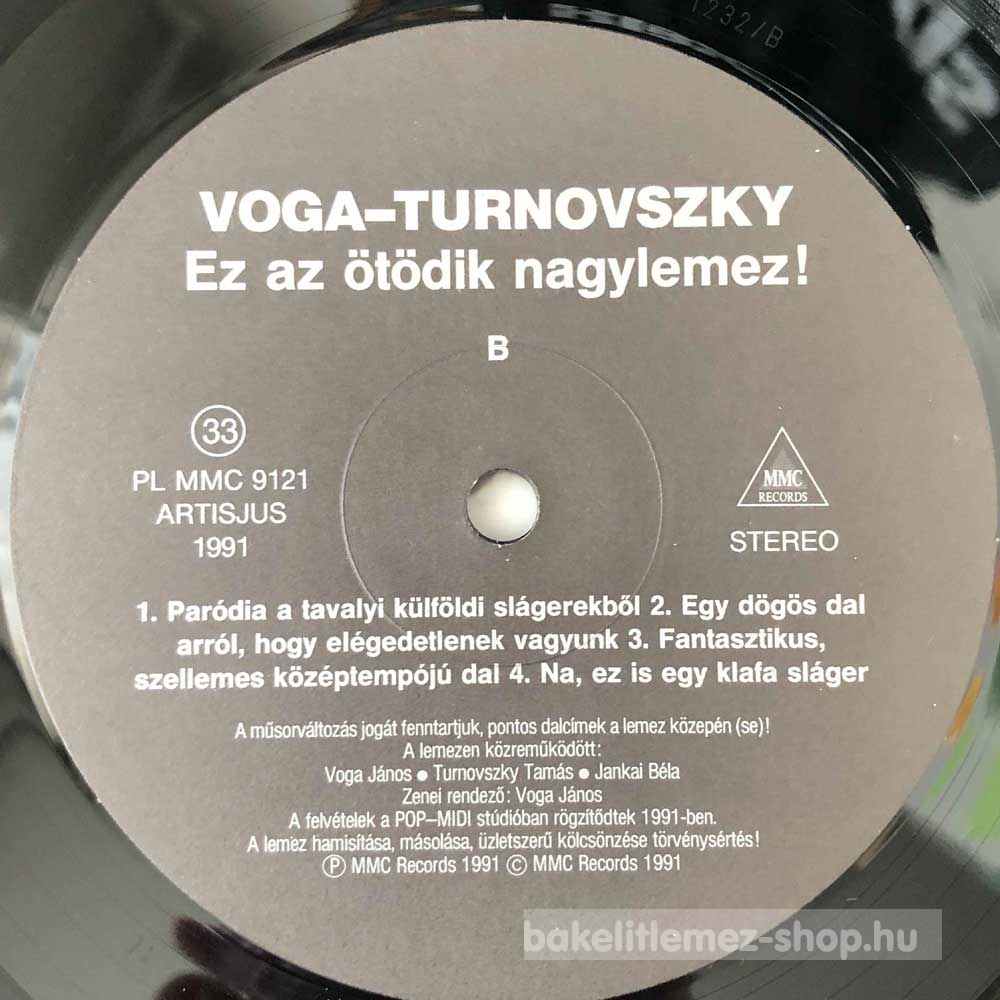 1232/B
VOGA–TURNOVSZKY
Ez az ötödik nagylemez!
B
33
PL MMC 9121
ARTISJUS
1991
MMC
RECORDS
STEREO
1. Paródia a tavalyi külföldi slágerekből 2. Egy dögös dal
arról, hogy elégedetlenek vagyunk 3. Fantasztikus,
szellemes középtempójú dal 4. Na, ez is egy klafa sláger
A műsorváltozás jogát fenntartjuk, pontos dalcímek a lemez közepén (se)!
A lemezen közreműködött:
Voga János ● Turnovszky Tamás ● Jankai Béla
Zenei rendező: Voga János
A felvételek a POP–MIDI stúdióban rögzítődtek 1991-ben.
A lemez hamisítása, másolása, üzletszerű kölcsönzése törvénysértés!
Ⓟ MMC Records 1991 © MMC Records 1991
bakelitlemez-shop.hu